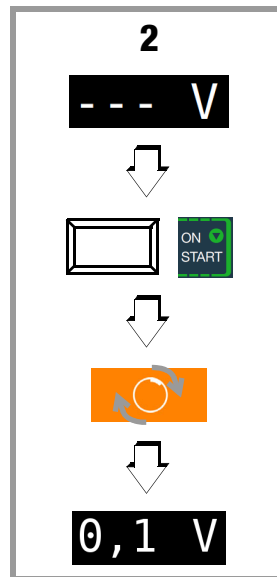 2
--- V
ON
START
0,1 V